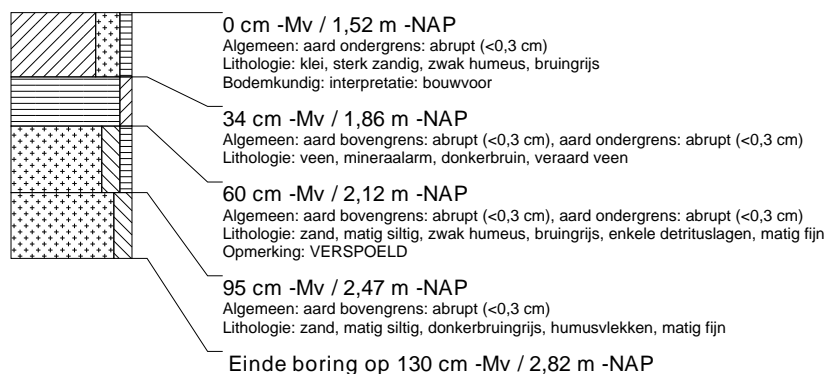 0 cm -Mv / 1,52 m -NAP
Algemeen: aard ondergrens: abrupt (<0,3 cm)
Lithologie: klei, sterk zandig, zwak humeus, bruingrijs
Bodemkundig: interpretatie: bouwvoor
34 cm -Mv / 1,86 m -NAP
Algemeen: aard bovengrens: abrupt (<0,3 cm), aard ondergrens: abrupt (<0,3 cm)
Lithologie: veen, mineraalarm, donkerbruin, veraard veen
60 cm -Mv / 2,12 m -NAP
Algemeen: aard bovengrens: abrupt (<0,3 cm), aard ondergrens: abrupt (<0,3 cm)
Lithologie: zand, matig siltig, zwak humeus, bruingrijs, enkele detrituslagen, matig fijn
Opmerking: VERSPOELD
95 cm -Mv / 2,47 m -NAP
Algemeen: aard bovengrens: abrupt (<0,3 cm)
Lithologie: zand, matig siltig, donkerbruingrijs, humusvlekken, matig fijn
Einde boring op 130 cm -Mv / 2,82 m -NAP